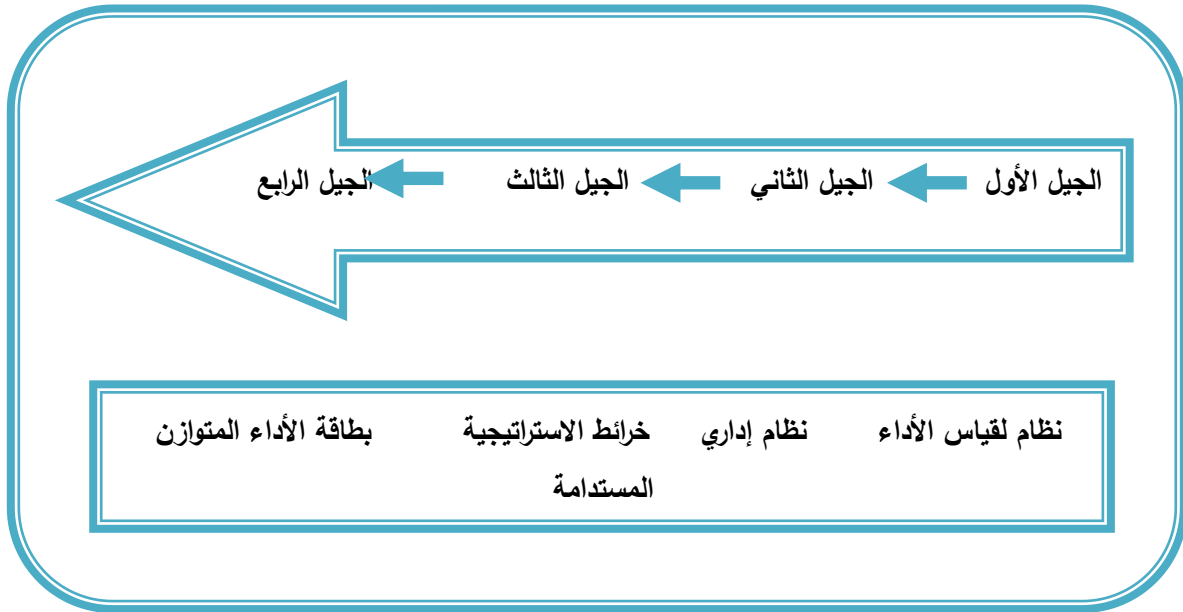 الجيل الأول الجيل الثاني الجيل الثالث الجيل الرابع
نظام لقياس الأداء نظام إداري خرائط الاستراتيجية بطاقة الأداء المتوازن
المستدامة